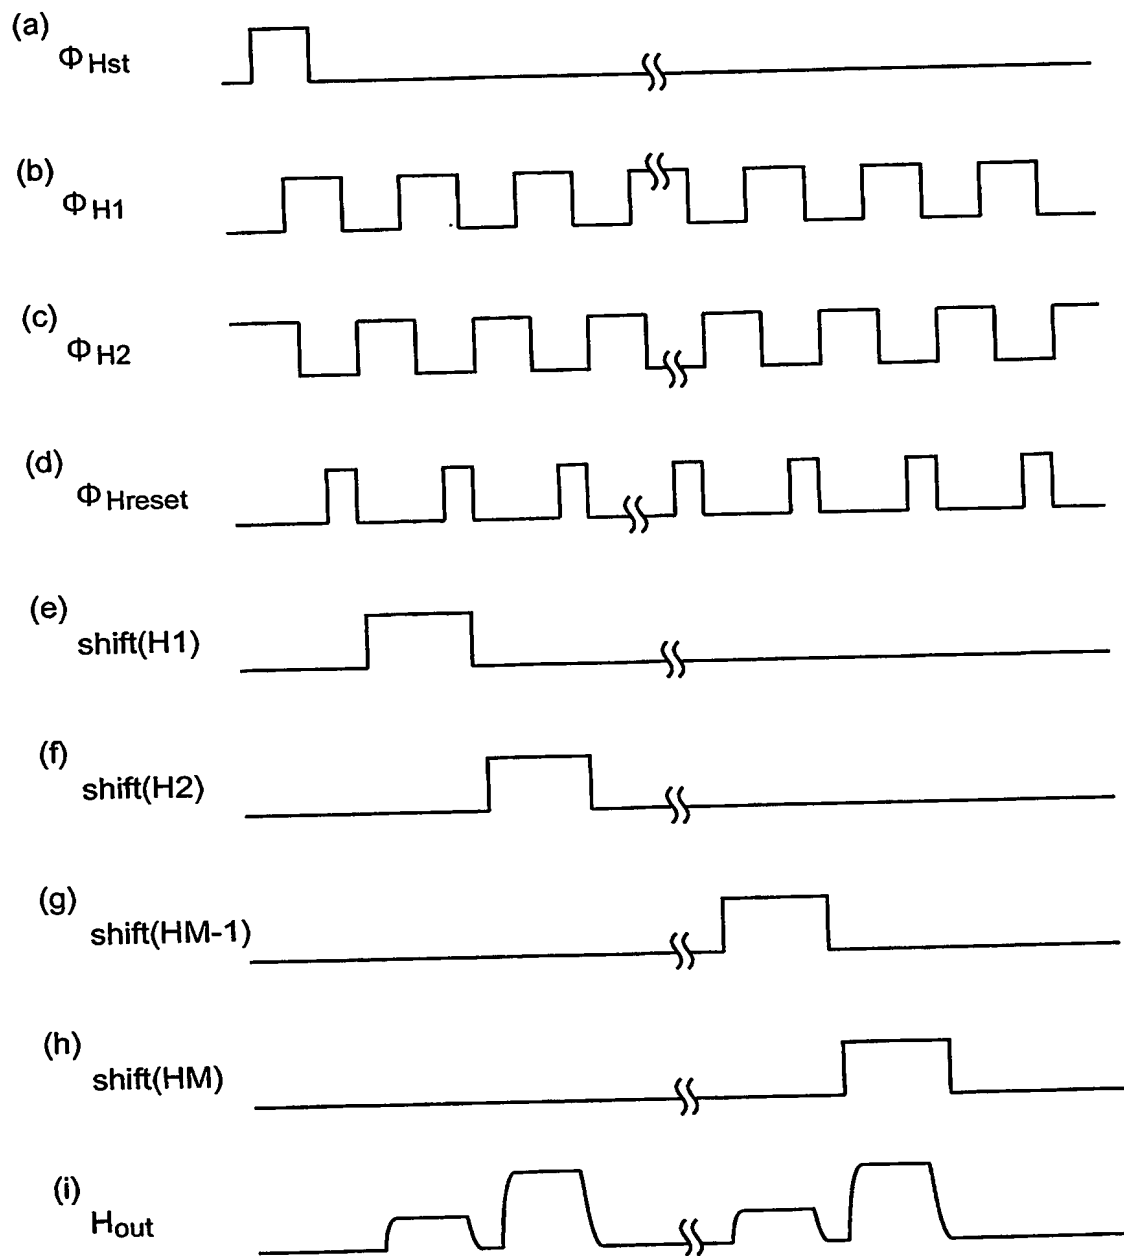 (a)
ΦHst
(b)
ΦH1
(c)
ΦH2
(d)
ΦHreset
(e)
shift(H1)
(f)
shift(H2)
(g)
shift(HM-1)
(h)
shift(HM)
(i)
Hout